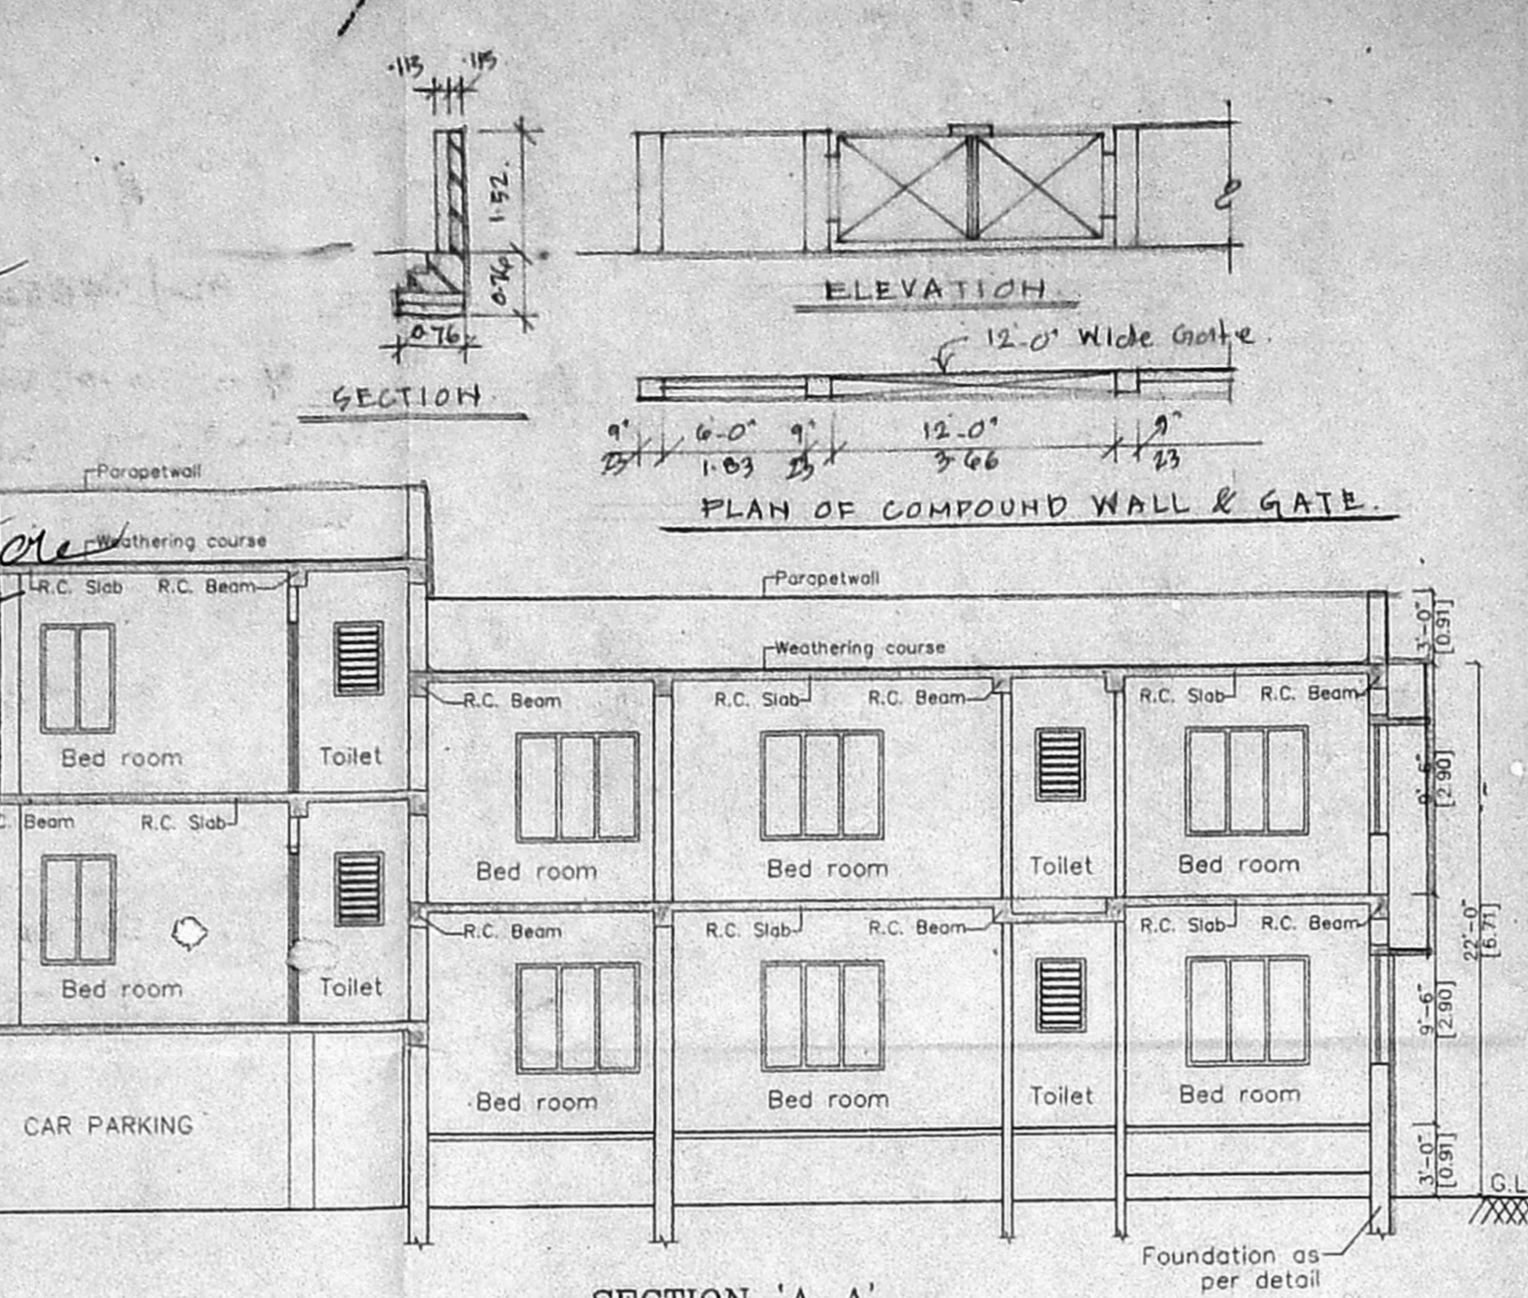 .115 .115
1.52.
0.76
0.76
SECTION.
ELEVATION.
12'-0" Wide Gate.
9" 6'-0" 9" 12'-0" 9"
23 1.83 23 3.66 23
PLAN OF COMPOUND WALL & GATE.
Parapetwall
Weathering course
R.C. Slab R.C. Beam
Bed room Toilet
Beam R.C. Slab
Bed room Toilet
CAR PARKING
Parapetwall
Weathering course
R.C. Beam R.C. Slab R.C. Beam R.C. Slab R.C. Beam
Bed room Bed room Toilet Bed room
R.C. Beam R.C. Slab R.C. Beam R.C. Slab R.C. Beam
Bed room Bed room Toilet Bed room
3'-0"
[0.91]
9'-6"
[2.90]
22'-0"
[6.71]
9'-6"
[2.90]
3'-0"
[0.91]
G.L
Foundation as
per detail
SECTION 'A-A'